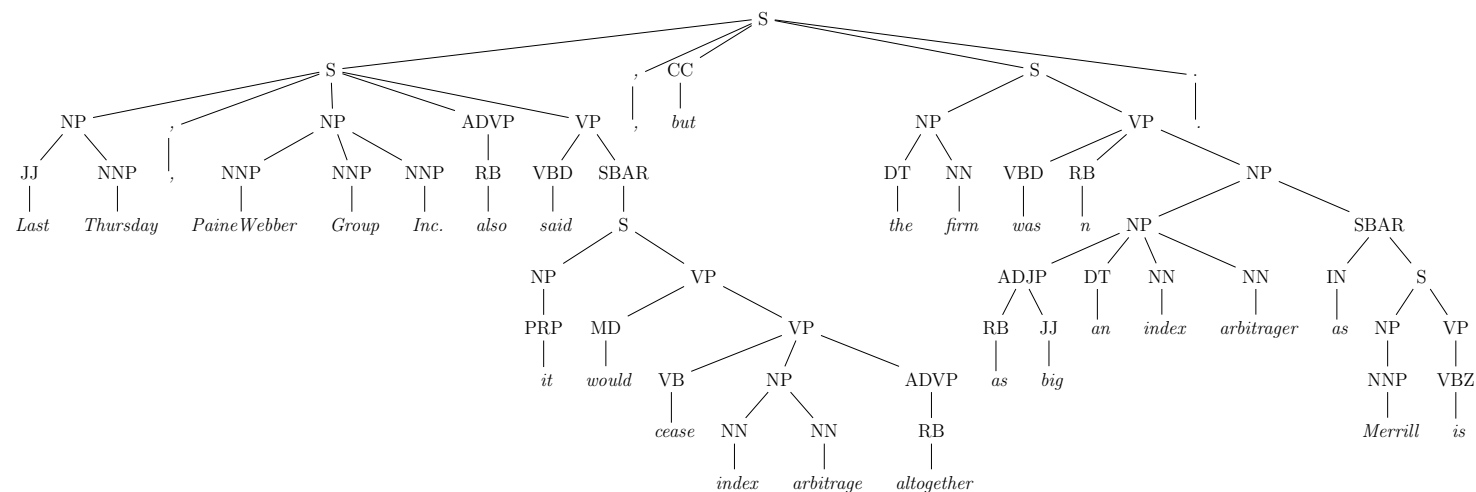 S
S , CC S .
NP , NP ADVP VP , but NP VP .
JJ NNP , NNP NNP NNP RB VBD SBAR DT NN VBD RB NP
Last Thursday PaineWebber Group Inc. also said S the firm was n NP SBAR
NP VP ADJP DT NN NN IN S
PRP MD VP RB JJ an index arbitrager as NP VP
it would VB NP ADVP as big NNP VBZ
cease NN NN RB Merrill is
index arbitrage altogether